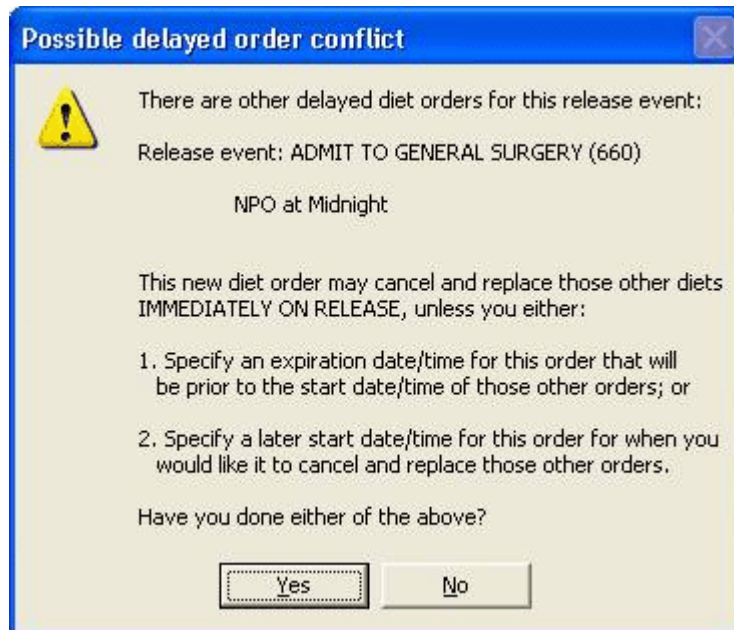 Possible delayed order conflict
There are other delayed diet orders for this release event:
Release event: ADMIT TO GENERAL SURGERY (660)
NPO at Midnight
This new diet order may cancel and replace those other diets
IMMEDIATELY ON RELEASE, unless you either:
1. Specify an expiration date/time for this order that will
be prior to the start date/time of those other orders; or
2. Specify a later start date/time for this order for when you
would like it to cancel and replace those other orders.
Have you done either of the above?
Yes No